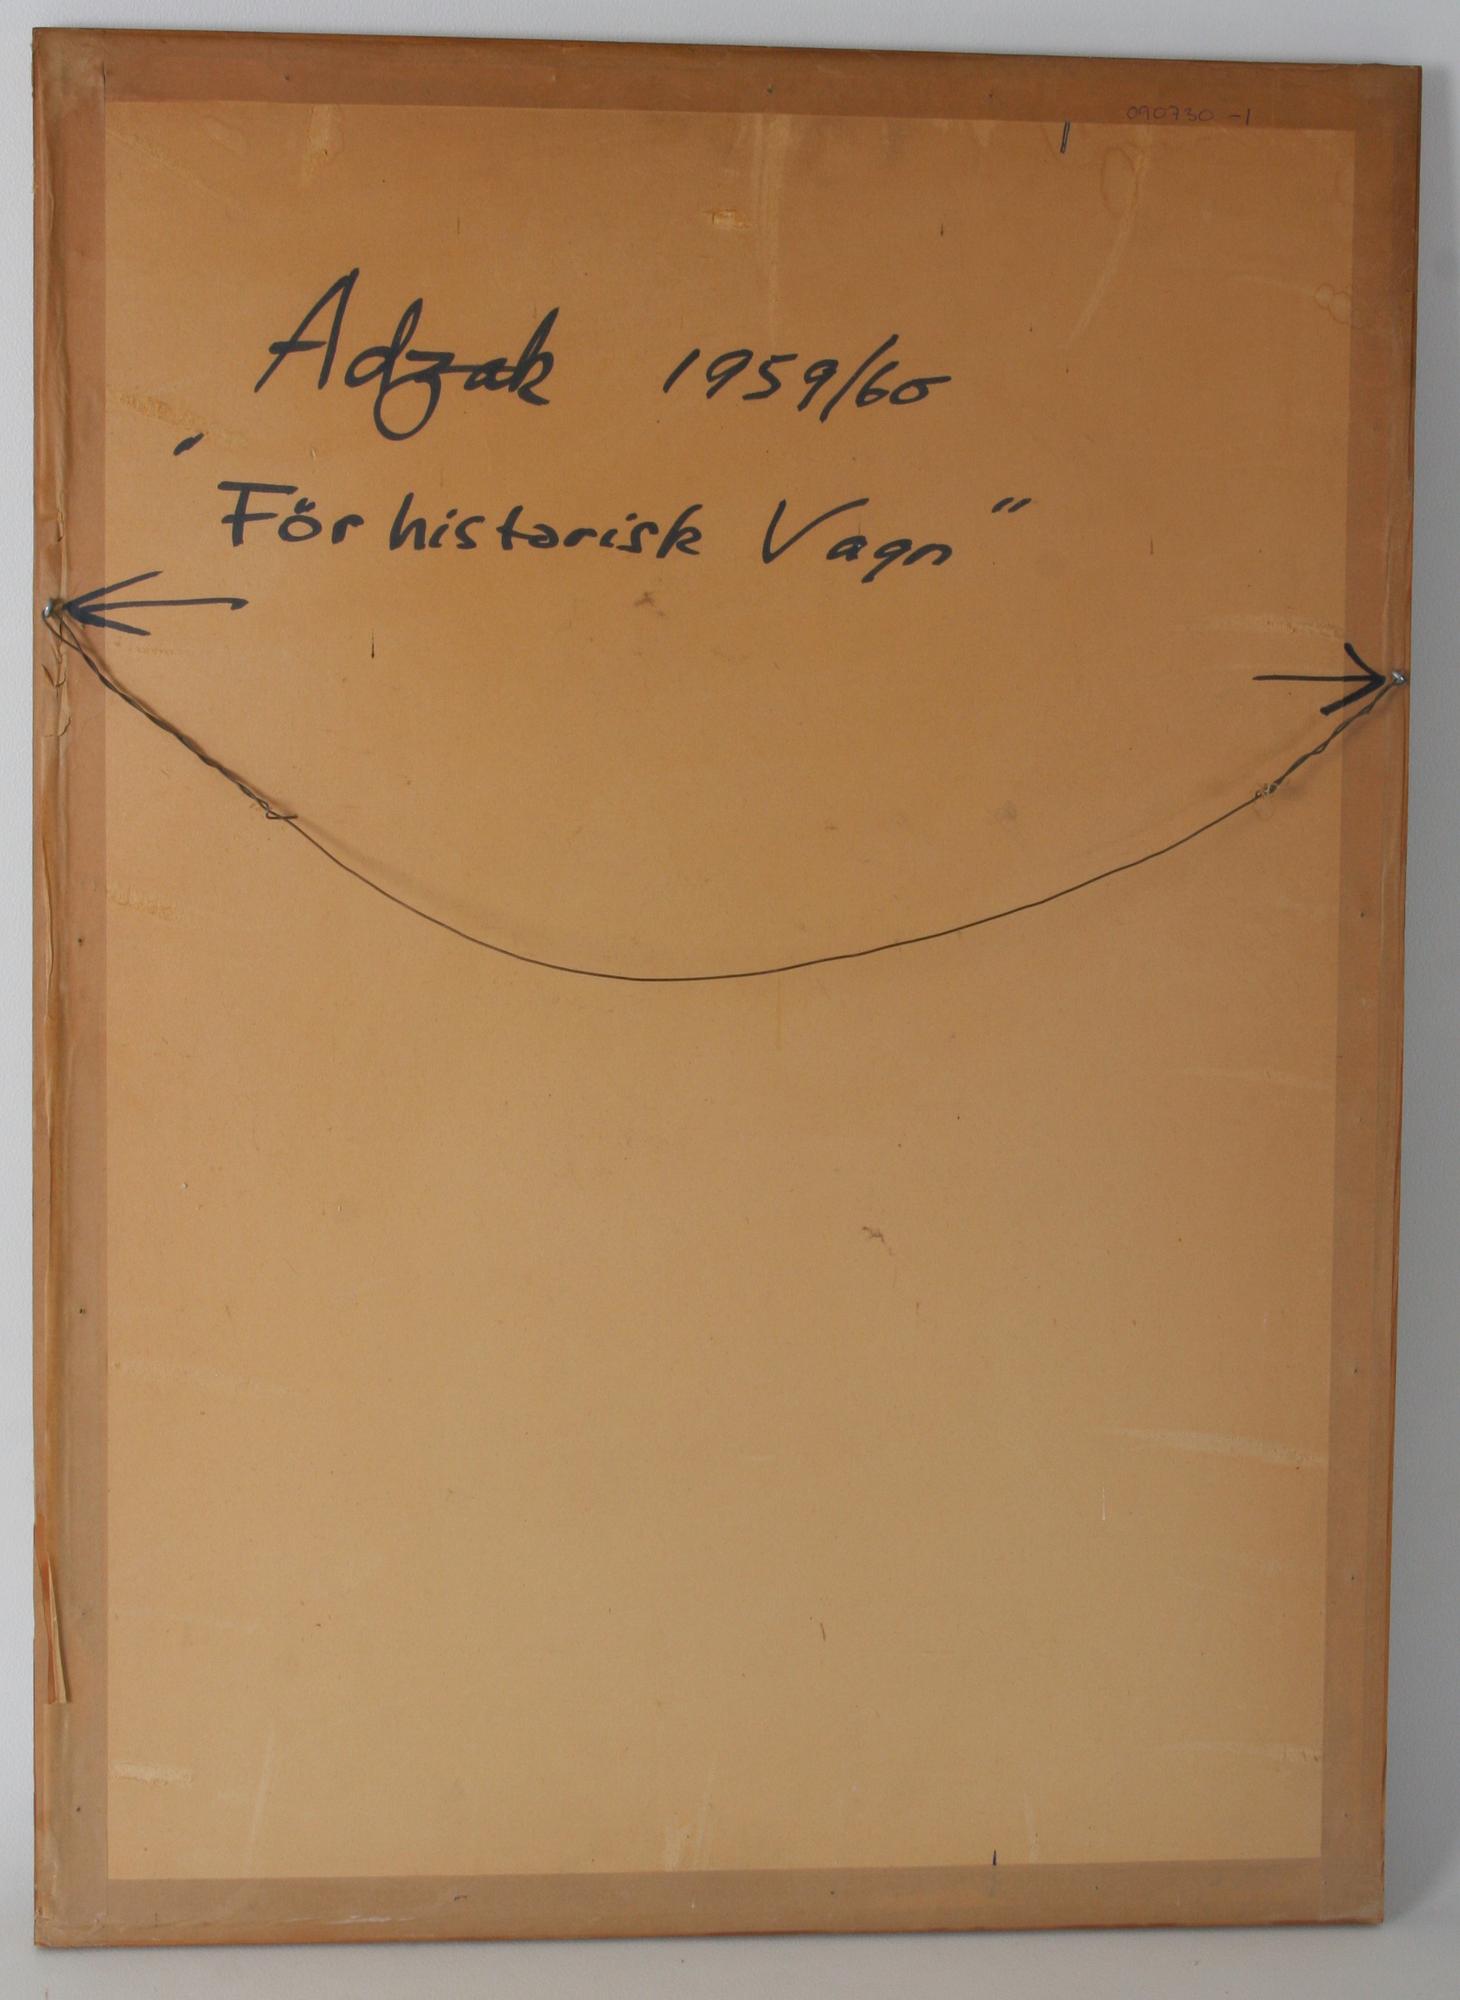 090730 -1
Adzak 1959/60
" För historisk Vagn "